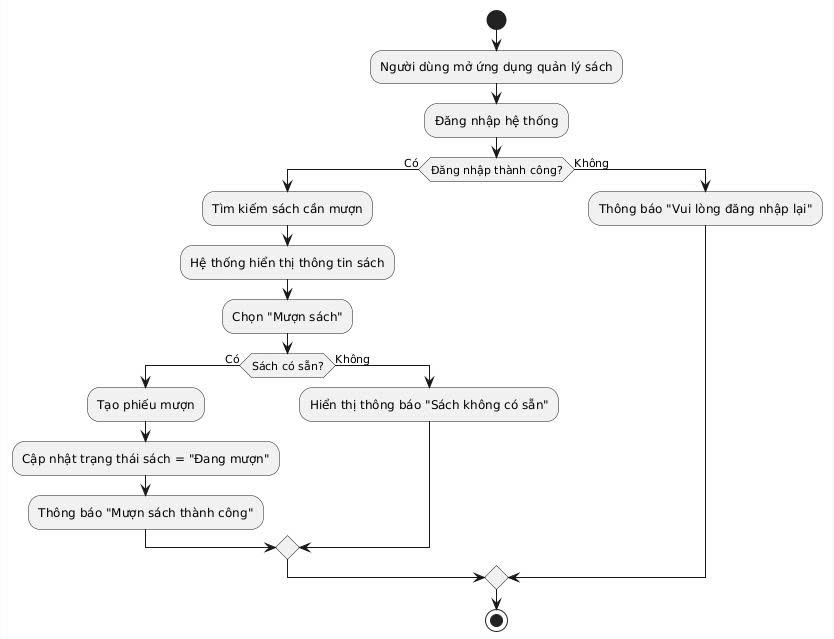 Người dùng mở ứng dụng quản lý sách
Đăng nhập hệ thống
Có
Đăng nhập thành công?
Không
Tìm kiếm sách cần mượn
Thông báo "Vui lòng đăng nhập lại"
Hệ thống hiển thị thông tin sách
Chọn "Mượn sách"
Có
Sách có sẵn?
Không
Tạo phiếu mượn
Hiển thị thông báo "Sách không có sẵn"
Cập nhật trạng thái sách = "Đang mượn"
Thông báo "Mượn sách thành công"